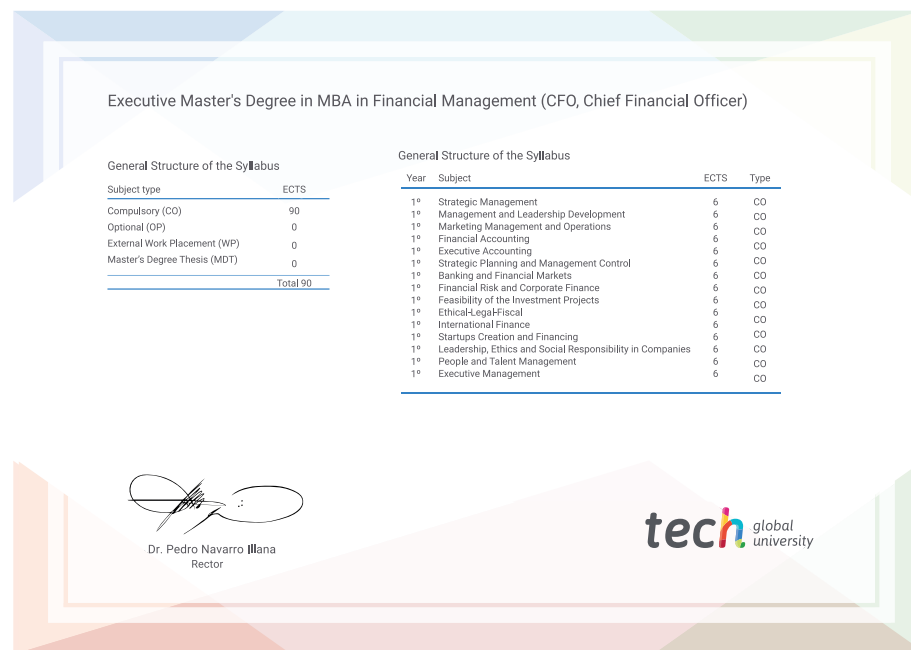 Executive Master's Degree in MBA in Financial Management (CFO, Chief Financial Officer)
General Structure of the Syllabus
Subject type ECTS
Compulsory (CO) 90
Optional (OP) 0
External Work Placement (WP) 0
Master's Degree Thesis (MDT) 0
Total 90
General Structure of the Syllabus
Year Subject ECTS Type
1º Strategic Management 6 CO
1º Management and Leadership Development 6 CO
1º Marketing Management and Operations 6 CO
1º Financial Accounting 6 CO
1º Executive Accounting 6 CO
1º Strategic Planning and Management Control 6 CO
1º Banking and Financial Markets 6 CO
1º Financial Risk and Corporate Finance 6 CO
1º Feasibility of the Investment Projects 6 CO
1º Ethical-Legal-Fiscal 6 CO
1º International Finance 6 CO
1º Startups Creation and Financing 6 CO
1º Leadership, Ethics and Social Responsibility in Companies 6 CO
1º People and Talent Management 6 CO
1º Executive Management 6 CO
Dr. Pedro Navarro Illana
Rector
tech global university